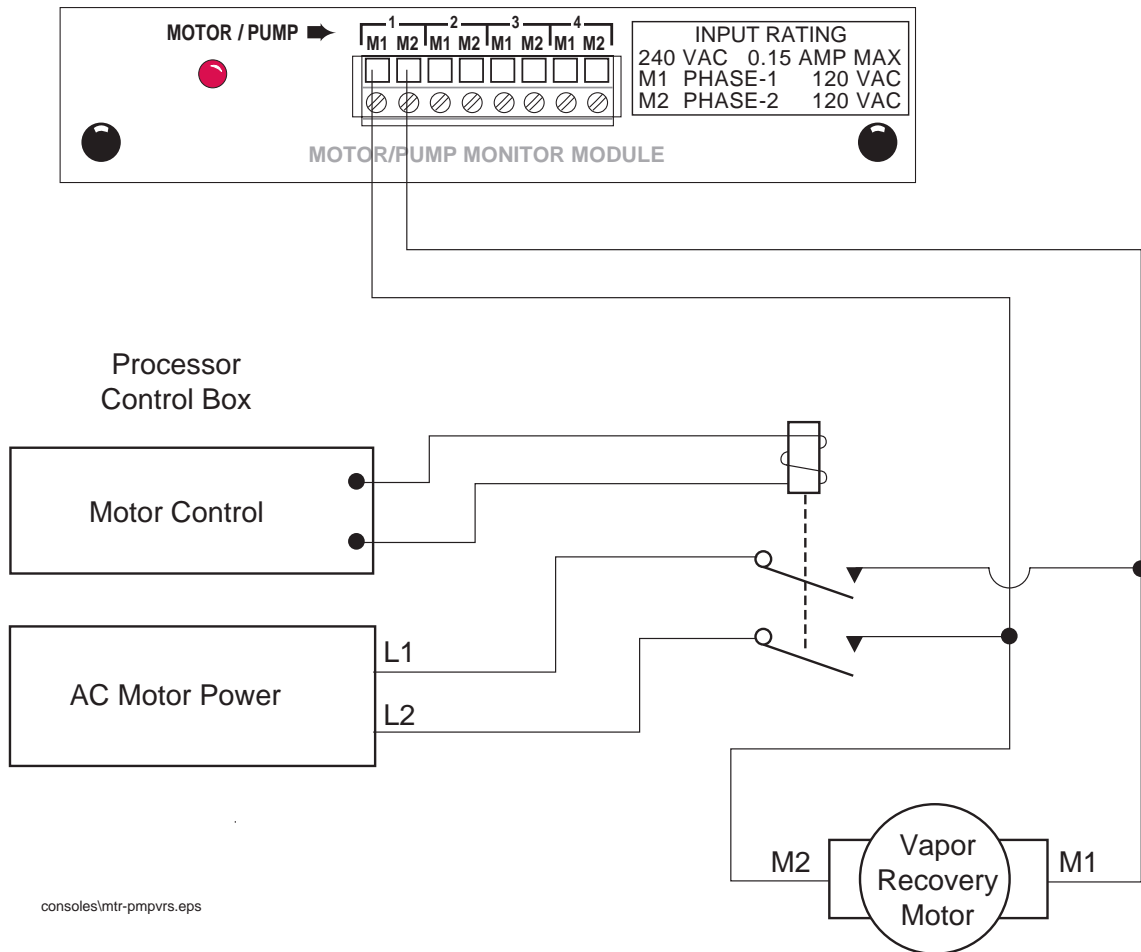 MOTOR / PUMP
1 2 3 4
M1 M2 M1 M2 M1 M2 M1 M2
INPUT RATING
240 VAC 0.15 AMP MAX
M1 PHASE-1 120 VAC
M2 PHASE-2 120 VAC
MOTOR/PUMP MONITOR MODULE
Processor
Control Box
Motor Control
AC Motor Power
L1
L2
M2
Vapor
Recovery
Motor
M1
consoles\mtr-pmpvrs.eps